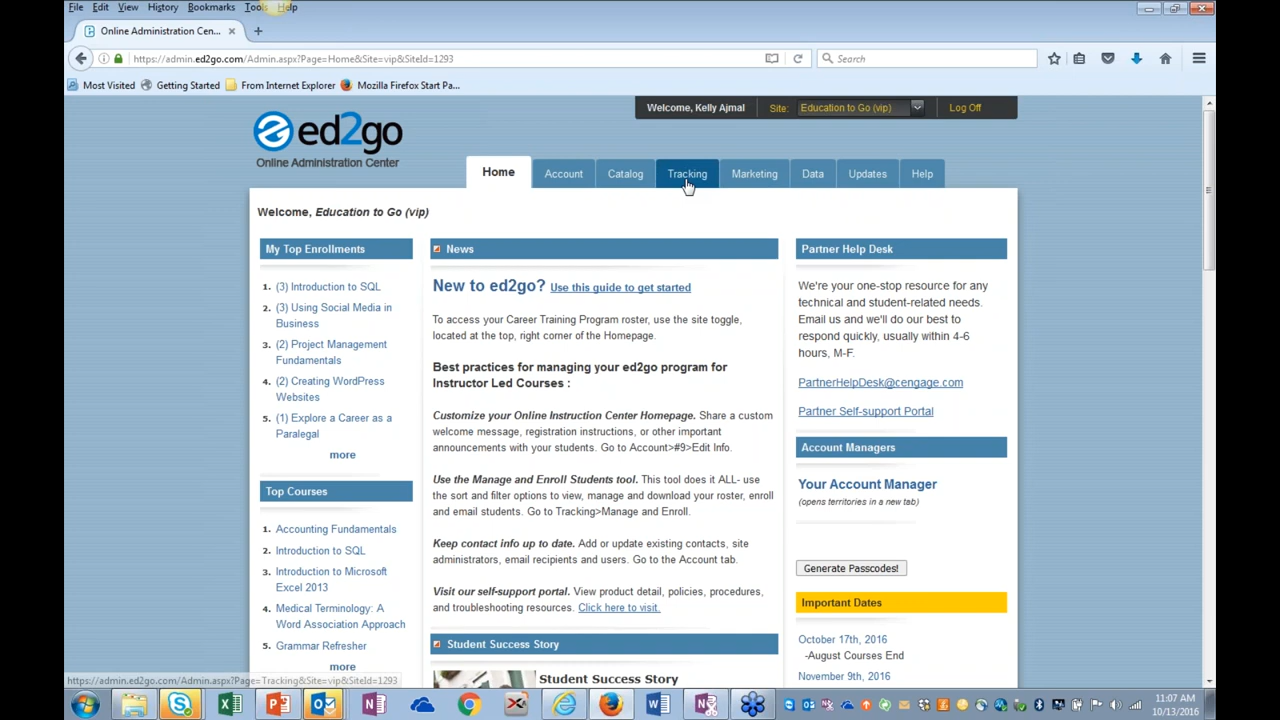 File Edit View History Bookmarks Tools Help
Online Administration Cen...
https://admin.ed2go.com/Admin.aspx?Page=Home&Site=vip&SiteId=1293
Search
Most Visited Getting Started From Internet Explorer Mozilla Firefox Start Pa...
Welcome, Kelly Ajmal Site: Education to Go (vip) Log Off
ed2go
Online Administration Center
Home Account Catalog Tracking Marketing Data Updates Help
Welcome, Education to Go (vip)
My Top Enrollments
1. (3) Introduction to SQL
2. (3) Using Social Media in
Business
3. (2) Project Management
Fundamentals
4. (2) Creating WordPress
Websites
5. (1) Explore a Career as a
Paralegal
more
Top Courses
1. Accounting Fundamentals
2. Introduction to SQL
3. Introduction to Microsoft
Excel 2013
4. Medical Terminology: A
Word Association Approach
5. Grammar Refresher
more
News
New to ed2go? Use this guide to get started
To access your Career Training Program roster, use the site toggle,
located at the top, right corner of the Homepage.
Best practices for managing your ed2go program for
Instructor Led Courses :
Customize your Online Instruction Center Homepage. Share a custom
welcome message, registration instructions, or other important
announcements with your students. Go to Account>#9>Edit Info.
Use the Manage and Enroll Students tool. This tool does it ALL- use
the sort and filter options to view, manage and download your roster, enroll
and email students. Go to Tracking>Manage and Enroll.
Keep contact info up to date. Add or update existing contacts, site
administrators, email recipients and users. Go to the Account tab.
Visit our self-support portal. View product detail, policies, procedures,
and troubleshooting resources. Click here to visit.
Student Success Story
Student Success Story
Partner Help Desk
We're your one-stop resource for any
technical and student-related needs.
Email us and we'll do our best to
respond quickly, usually within 4-6
hours, M-F.
PartnerHelpDesk@cengage.com
Partner Self-support Portal
Account Managers
Your Account Manager
(opens territories in a new tab)
Generate Passcodes!
Important Dates
October 17th, 2016
-August Courses End
November 9th, 2016
https://admin.ed2go.com/Admin.aspx?Page=Tracking&Site=vip&SiteId=1293
11:07 AM
10/13/2016